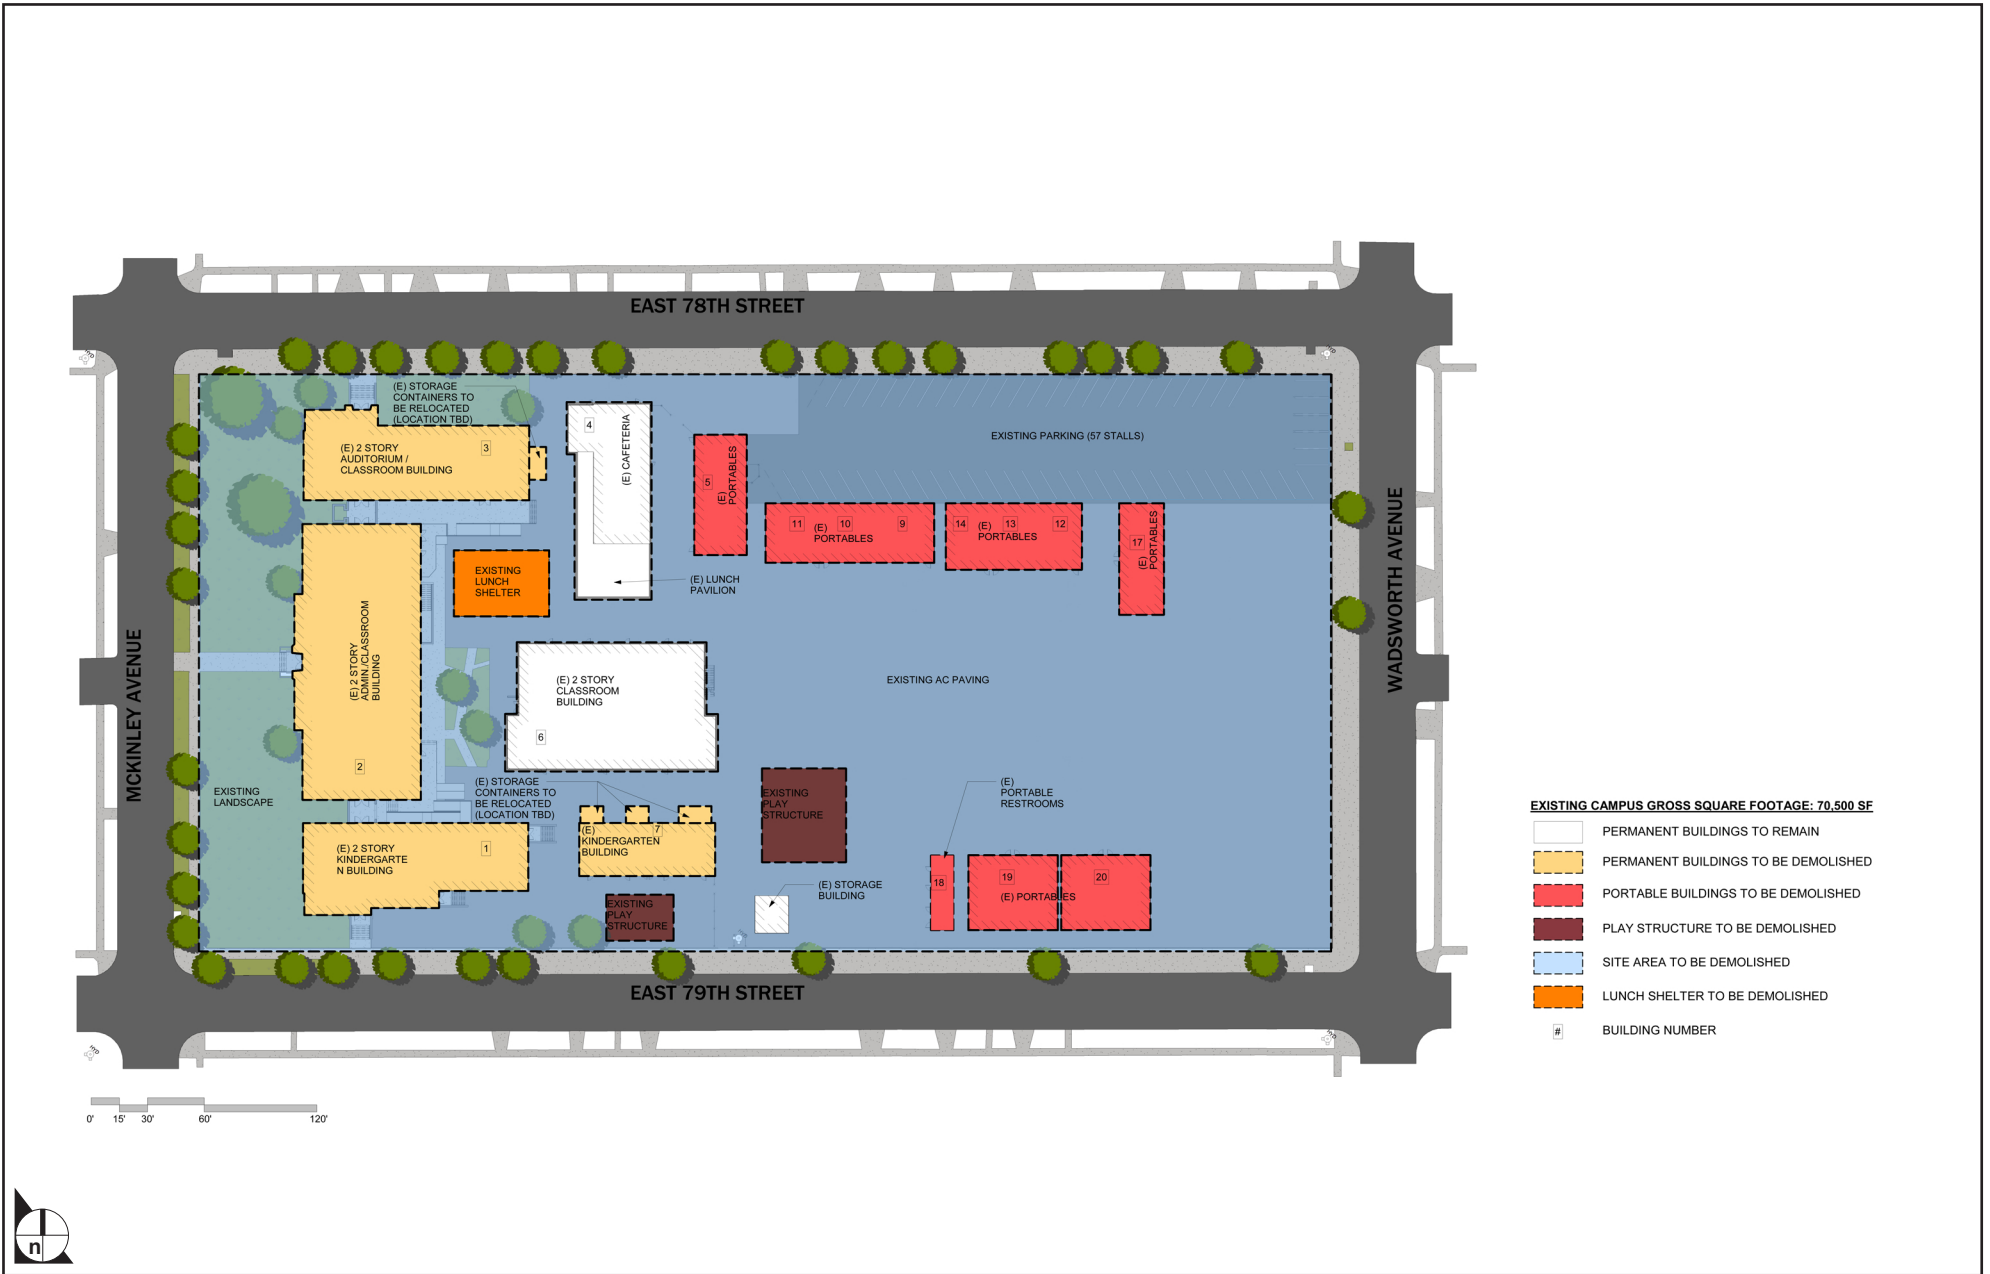 EAST 78TH STREET
HYD
HYD
(E) STORAGE
CONTAINERS TO
BE RELOCATED
(LOCATION TBD)
4
(E) CAFETERIA
EXISTING PARKING (57 STALLS)
(E) 2 STORY
AUDITORIUM /
CLASSROOM BUILDING
3
5
(E)
PORTABLES
11
10
9
(E)
PORTABLES
14
13
12
(E)
PORTABLES
17
(E)
PORTABLES
EXISTING
LUNCH
SHELTER
(E) LUNCH
PAVILION
MCKINLEY AVENUE
WADSWORTH AVENUE
(E) 2 STORY
ADMIN./CLASSROOM
BUILDING
2
(E) 2 STORY
CLASSROOM
BUILDING
6
EXISTING AC PAVING
EXISTING
LANDSCAPE
(E) STORAGE
CONTAINERS TO
BE RELOCATED
(LOCATION TBD)
EXISTING
PLAY
STRUCTURE
(E)
PORTABLE
RESTROOMS
(E) 2 STORY
KINDERGARTE
N BUILDING
1
(E)
KINDERGARTEN
BUILDING
7
(E) STORAGE
BUILDING
EXISTING
PLAY
STRUCTURE
18
19
20
(E) PORTABLES
EAST 79TH STREET
HYD
HYD
EXISTING CAMPUS GROSS SQUARE FOOTAGE: 70,500 SF
PERMANENT BUILDINGS TO REMAIN
PERMANENT BUILDINGS TO BE DEMOLISHED
PORTABLE BUILDINGS TO BE DEMOLISHED
PLAY STRUCTURE TO BE DEMOLISHED
SITE AREA TO BE DEMOLISHED
LUNCH SHELTER TO BE DEMOLISHED
# BUILDING NUMBER
0' 15' 30' 60' 120'
n